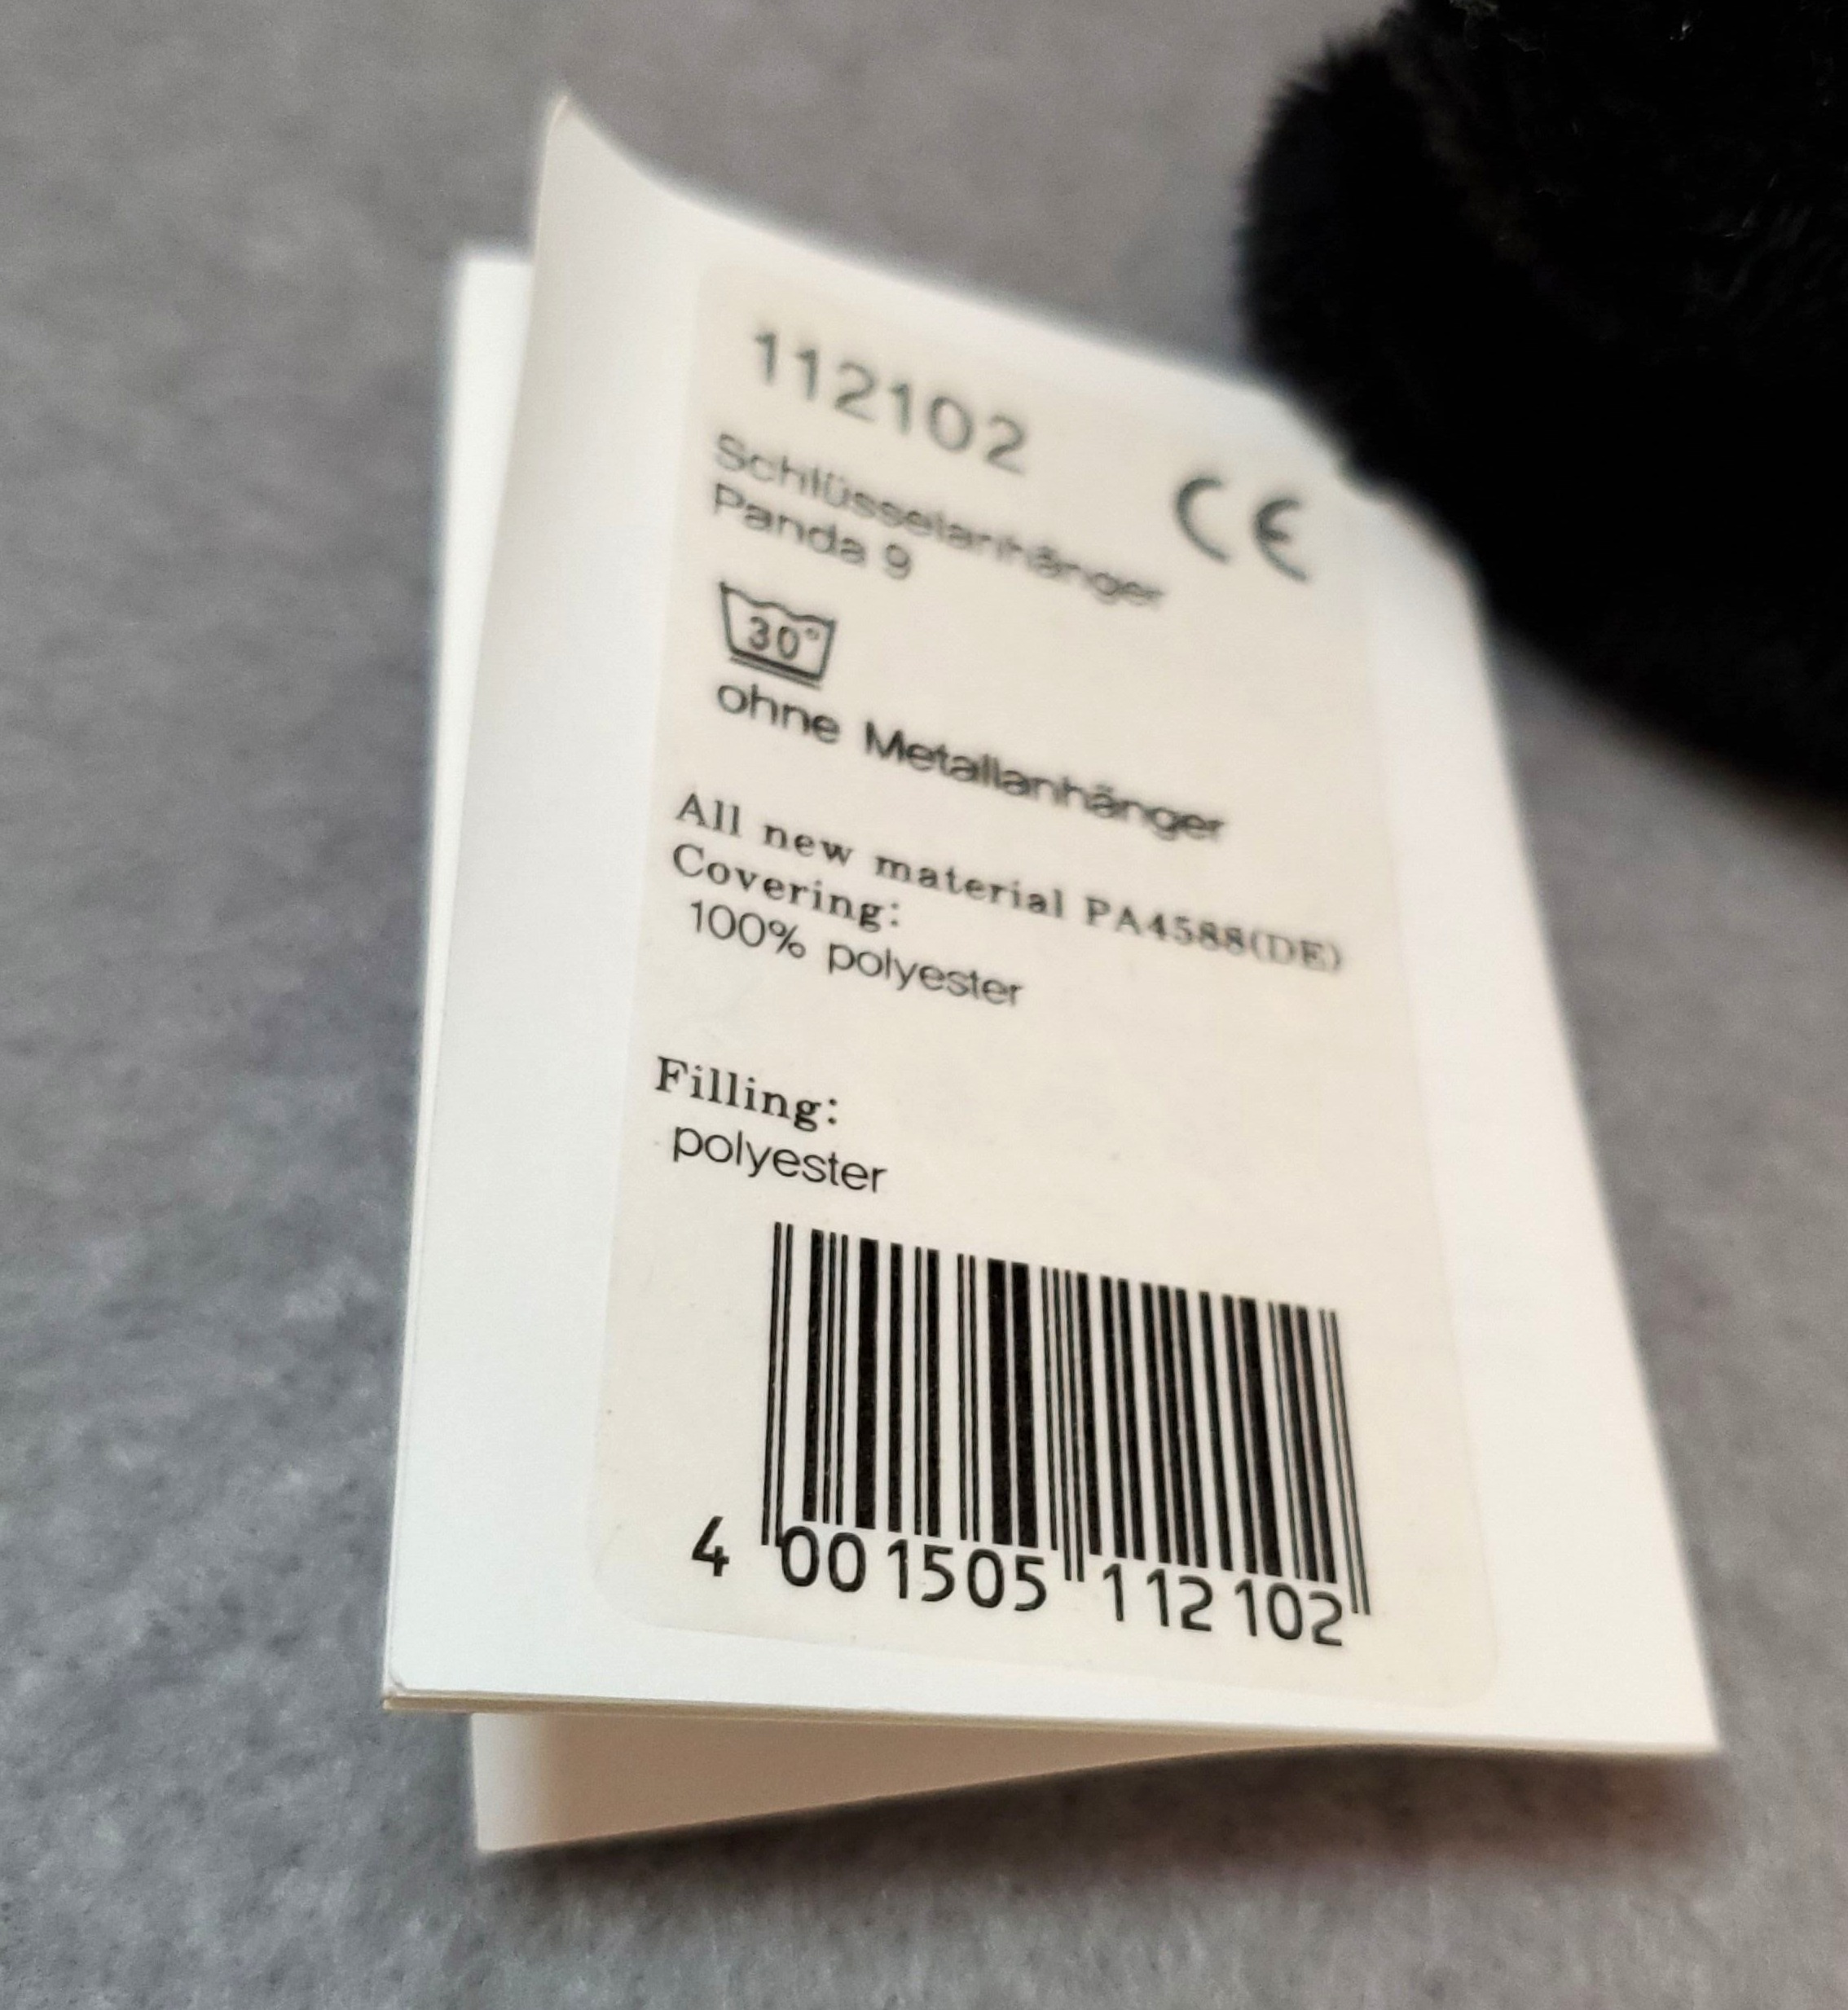 112102
CE
Schlüsselanhänger
Panda 9
30°
ohne Metallanhänger
All new material PA4588(DE)
Covering:
100% polyester
Filling:
polyester
4 001505 112102